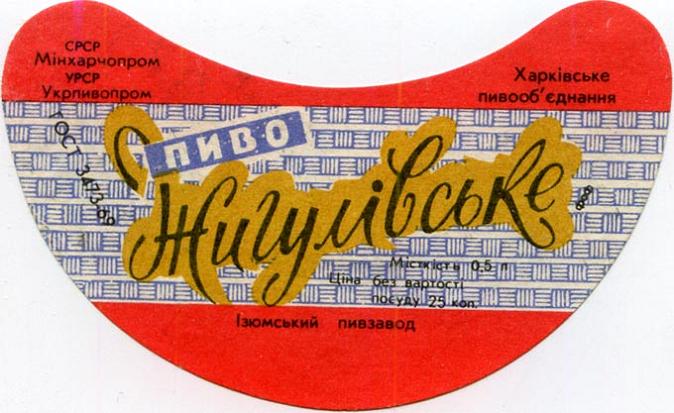 СРСР
Мінхарчопром
УРСР
Укрпивопром
Харківське
пивооб'єднання
ГОСТ 3473-69
ПИВО
Жигулівське
Місткість 0,5 л
Ціна без вартості
посуду 25 коп.
Ізюмський пивзавод